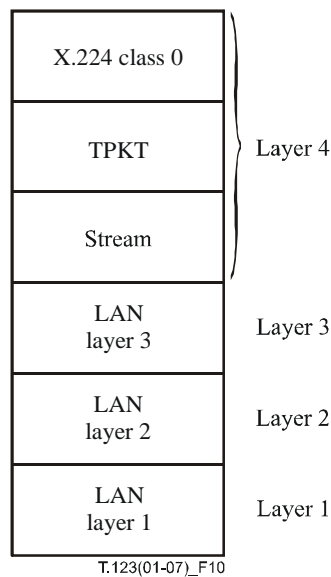 X.224 class 0
TPKT
Layer 4
Stream
LAN
layer 3
Layer 3
LAN
layer 2
Layer 2
LAN
layer 1
Layer 1
T.123(01-07)_F10